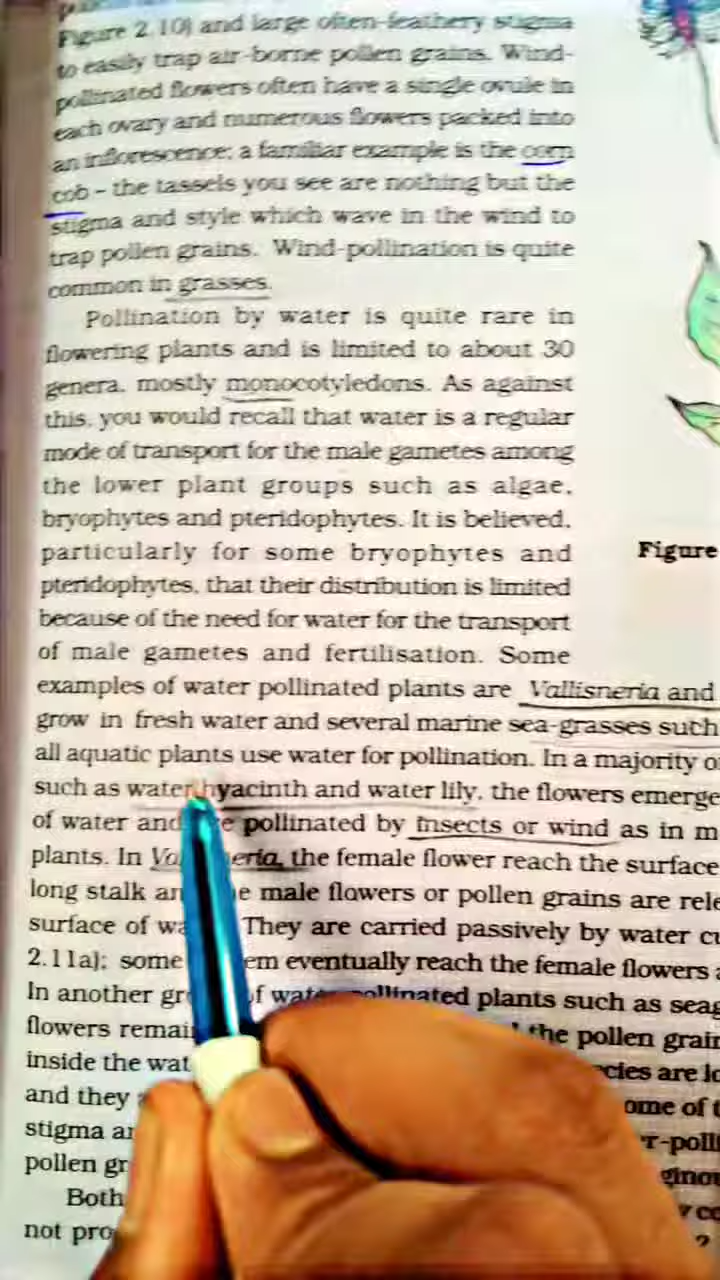 Figure 2.10) and large often-feathery stigma
to easily trap air-borne pollen grains. Wind-
pollinated flowers often have a single ovule in
each ovary and numerous flowers packed into
an inflorescence; a familiar example is the corn
cob – the tassels you see are nothing but the
stigma and style which wave in the wind to
trap pollen grains. Wind-pollination is quite
common in grasses.
Pollination by water is quite rare in
flowering plants and is limited to about 30
genera, mostly monocotyledons. As against
this, you would recall that water is a regular
mode of transport for the male gametes among
the lower plant groups such as algae,
bryophytes and pteridophytes. It is believed,
particularly for some bryophytes and
Figure
pteridophytes, that their distribution is limited
because of the need for water for the transport
of male gametes and fertilisation. Some
examples of water pollinated plants are Vallisneria and
grow in fresh water and several marine sea-grasses such
all aquatic plants use water for pollination. In a majority o
such as water hyacinth and water lily, the flowers emerge
of water and pollinated by insects or wind as in m
plants. In the female flower reach the surface
long stalk an male flowers or pollen grains are rele
surface of wa They are carried passively by water cu
2.11a); some em eventually reach the female flowers a
In another gr of water pollinated plants such as seag
flowers remai the pollen grain
inside the wat cies are lo
and they ome of t
stigma ar r-polli
pollen gr ginou
Both
not pro